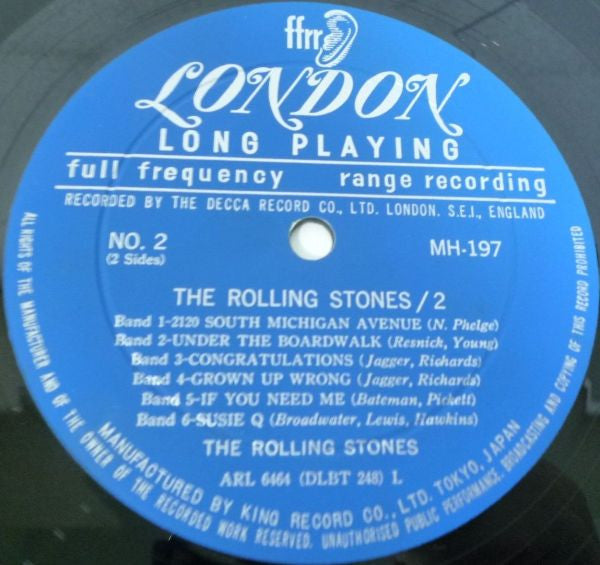 ffrr
LONDON
LONG PLAYING
full frequency range recording
RECORDED BY THE DECCA RECORD CO., LTD. LONDON. S.E.I., ENGLAND
NO. 2
(2 Sides)
MH-197
THE ROLLING STONES/2
Band 1-2120 SOUTH MICHIGAN AVENUE (N. Phelge)
Band 2-UNDER THE BOARDWALK (Resnick, Young)
Band 3-CONGRATULATIONS (Jagger, Richards)
Band 4-GROWN UP WRONG (Jagger, Richards)
Band 5-IF YOU NEED ME (Bateman, Pickett)
Band 6-SUSIE Q (Broadwater, Lewis, Hawkins)
THE ROLLING STONES
ARL 6464 (DLBT 248) L
MANUFACTURED BY KING RECORD CO., LTD. TOKYO, JAPAN
ALL RIGHTS OF THE MANUFACTURER AND OF THE OWNER OF THE RECORDED WORK RESERVED. UNAUTHORISED PUBLIC PERFORMANCE, BROADCASTING AND COPYING OF THIS RECORD PROHIBITED